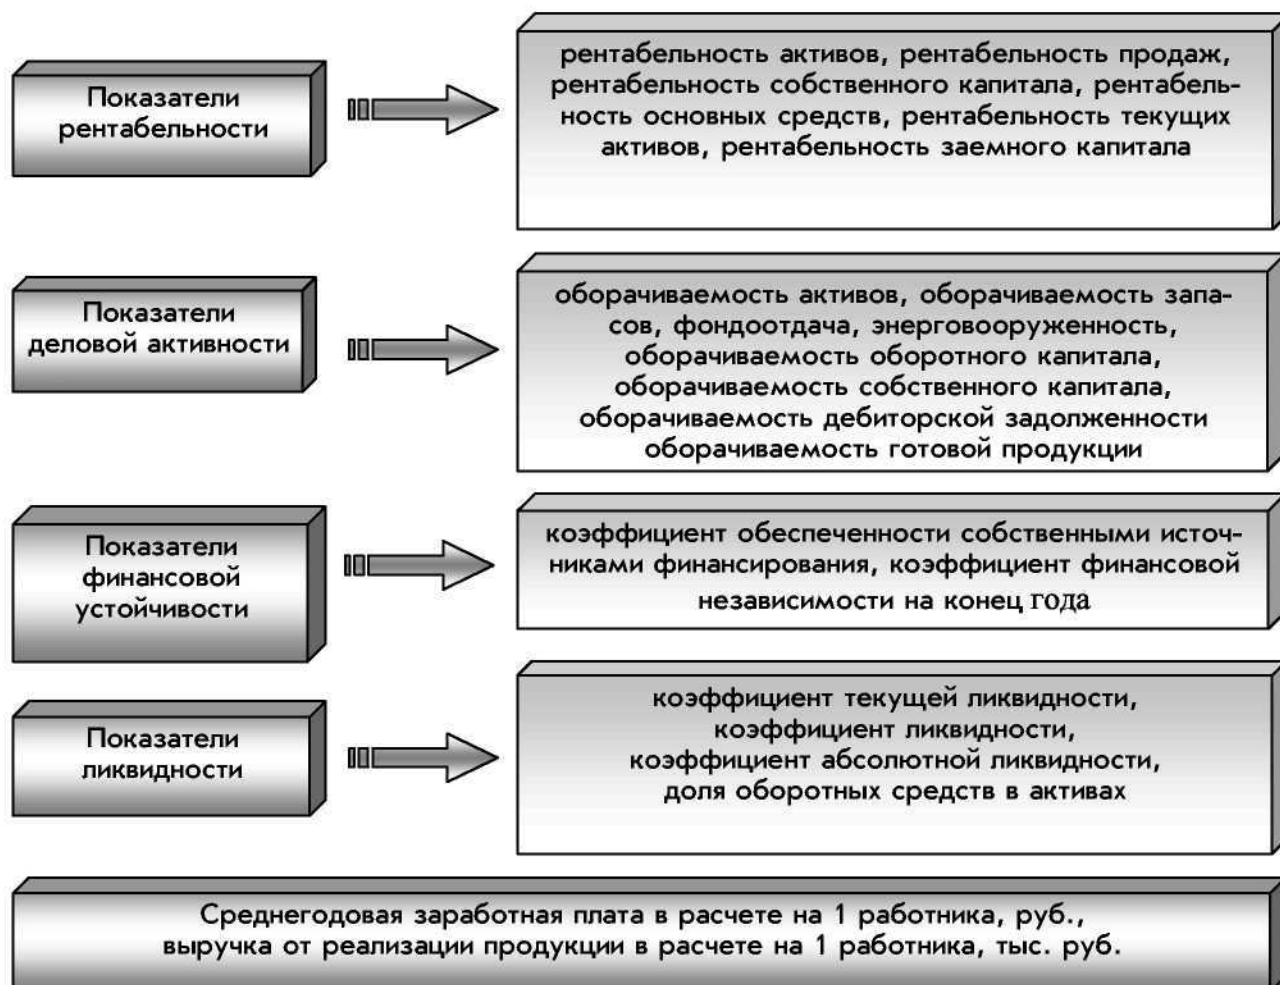 Показатели
рентабельности
рентабельность активов, рентабельность продаж,
рентабельность собственного капитала, рентабель-
ность основных средств, рентабельность текущих
активов, рентабельность заемного капитала
Показатели
деловой активности
оборачиваемость активов, оборачиваемость запа-
сов, фондоотдача, энерговооруженность,
оборачиваемость оборотного капитала,
оборачиваемость собственного капитала,
оборачиваемость дебиторской задолженности
оборачиваемость готовой продукции
Показатели
финансовой
устойчивости
коэффициент обеспеченности собственными источ-
никами финансирования, коэффициент финансовой
независимости на конец года
Показатели
ликвидности
коэффициент текущей ликвидности,
коэффициент ликвидности,
коэффициент абсолютной ликвидности,
доля оборотных средств в активах
Среднегодовая заработная плата в расчете на 1 работника, руб.,
выручка от реализации продукции в расчете на 1 работника, тыс. руб.